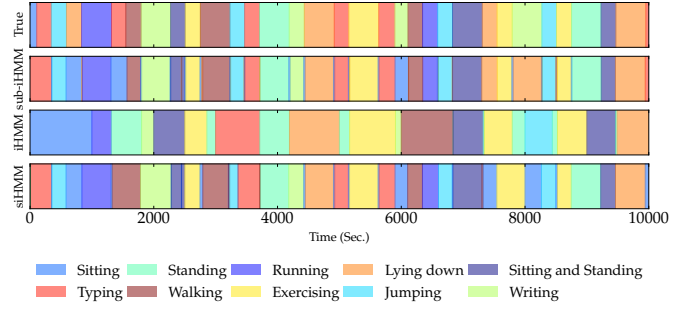 True
sub-iHMM
iHMM
siHMM
0 2000 4000 6000 8000 10000
Time (Sec.)
Sitting Standing Running Lying down Sitting and Standing
Typing Walking Exercising Jumping Writing